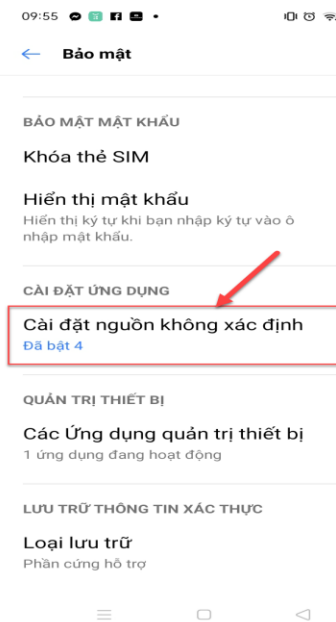 09:55
Bảo mật
BẢO MẬT MẬT KHẨU
Khóa thẻ SIM
Hiển thị mật khẩu
Hiển thị ký tự khi bạn nhập ký tự vào ô
nhập mật khẩu.
CÀI ĐẶT ỨNG DỤNG
Cài đặt nguồn không xác định
Đã bật 4
QUẢN TRỊ THIẾT BỊ
Các Ứng dụng quản trị thiết bị
1 ứng dụng đang hoạt động
LƯU TRỮ THÔNG TIN XÁC THỰC
Loại lưu trữ
Phần cứng hỗ trợ